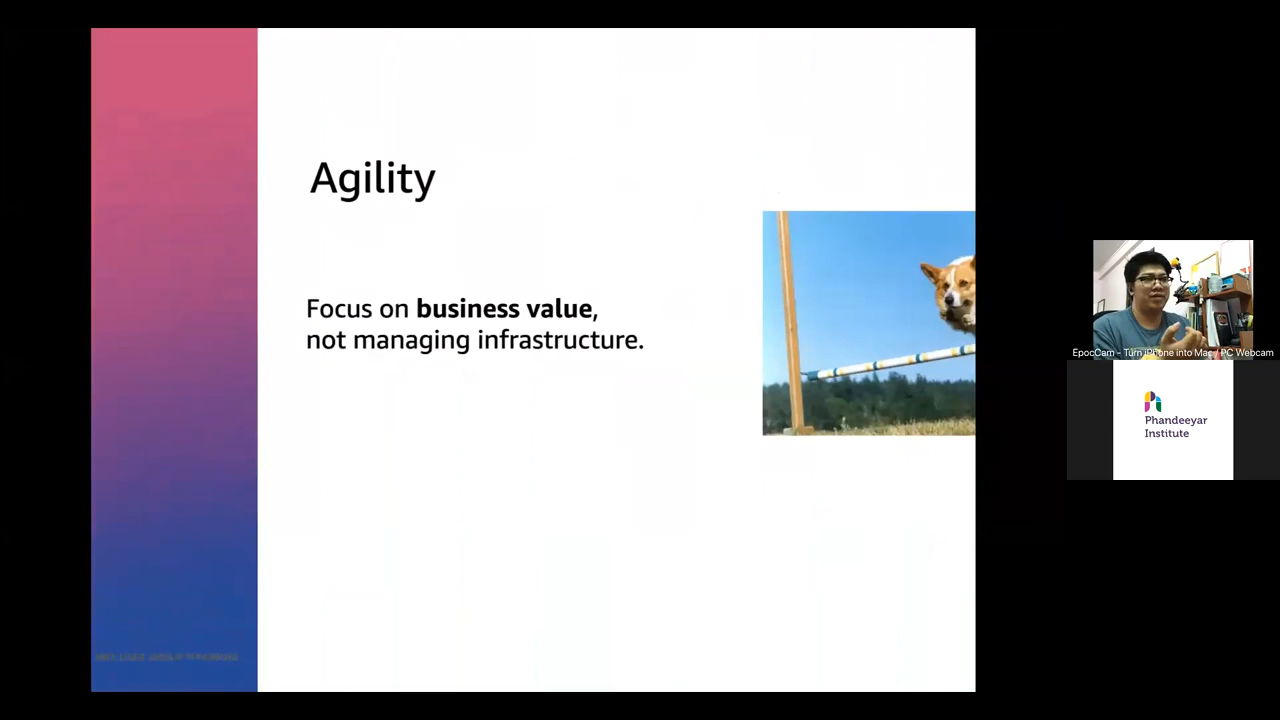 Agility
Focus on business value,
not managing infrastructure.
EpocCam - Turn iPhone into Mac / PC Webcam
Phandeeyar
Institute